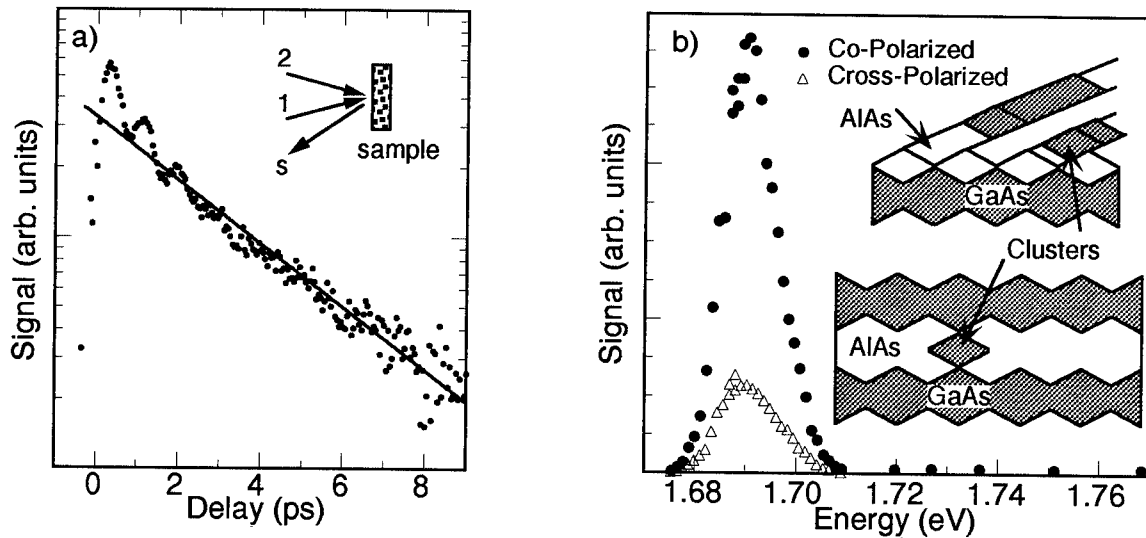 a)
2
1
s
sample
Signal (arb. units)
0 2 4 6 8
Delay (ps)
b)
Co-Polarized
Cross-Polarized
AlAs
GaAs
Clusters
AlAs
GaAs
Signal (arb. units)
1.68 1.70 1.72 1.74 1.76
Energy (eV)